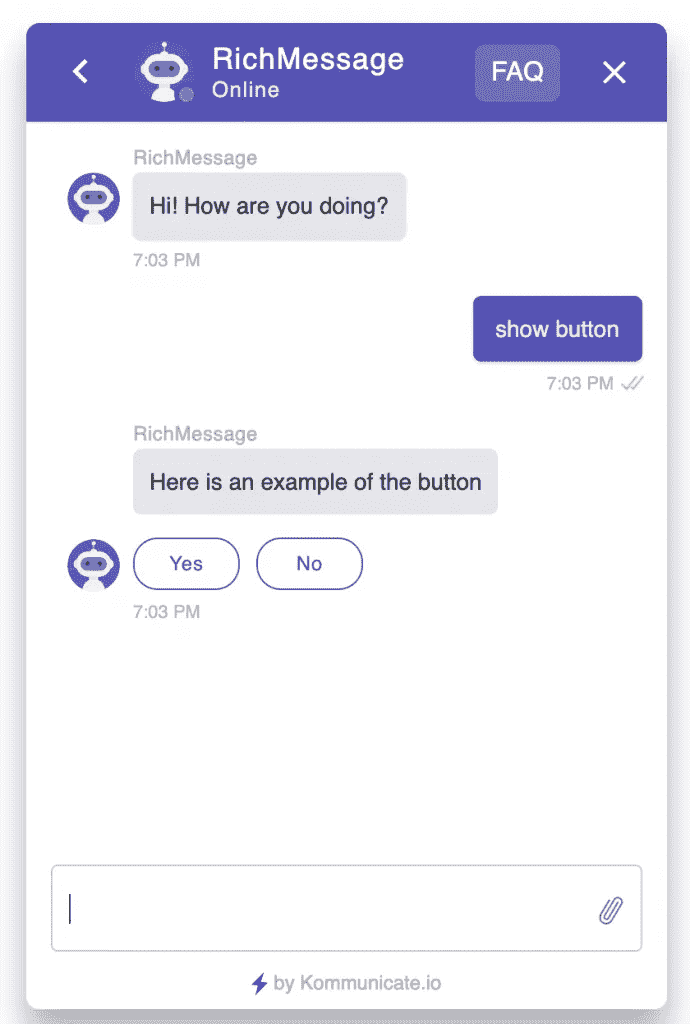 RichMessage
Online
FAQ
RichMessage
Hi! How are you doing?
7:03 PM
show button
7:03 PM
RichMessage
Here is an example of the button
Yes No
7:03 PM
by Kommunicate.io